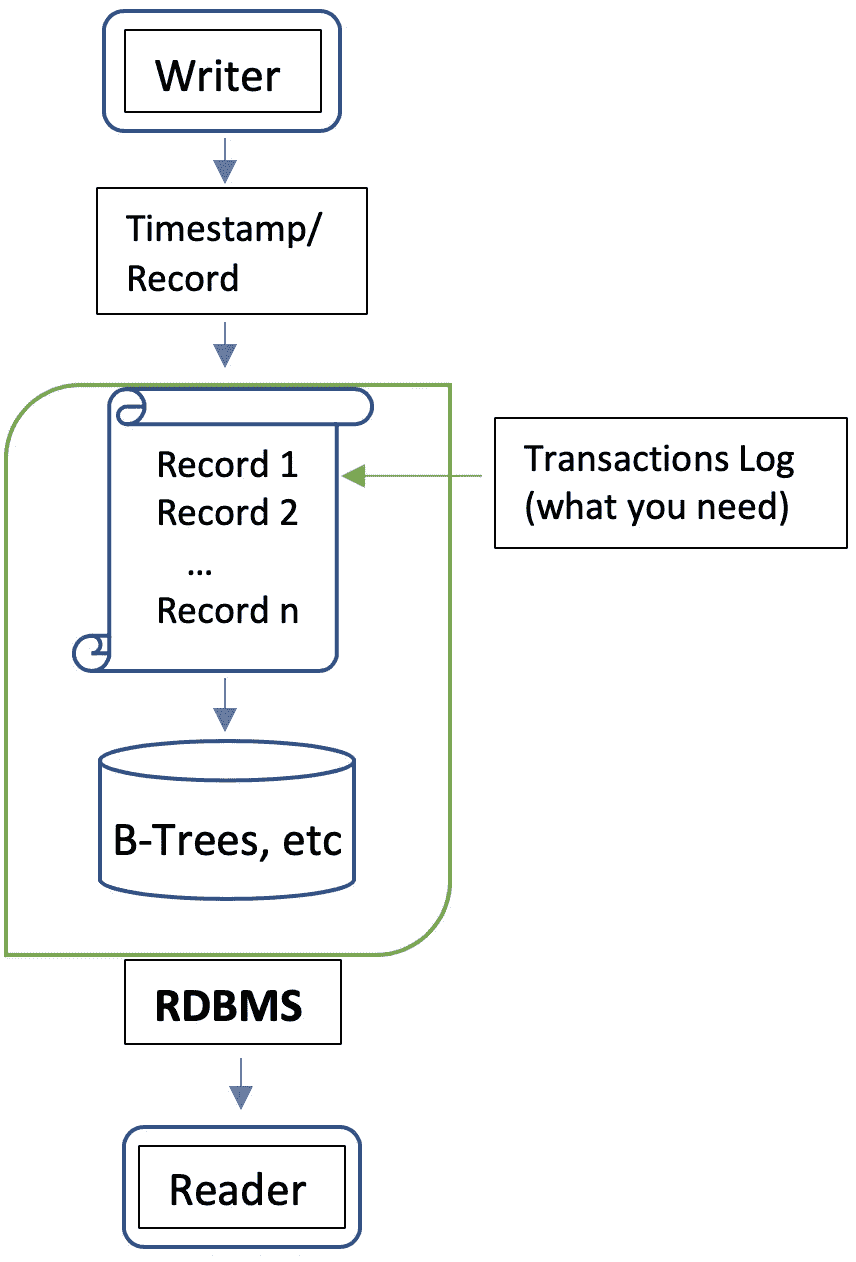 Writer
Timestamp/
Record
Record 1
Record 2
...
Record n
Transactions Log
(what you need)
B-Trees, etc
RDBMS
Reader